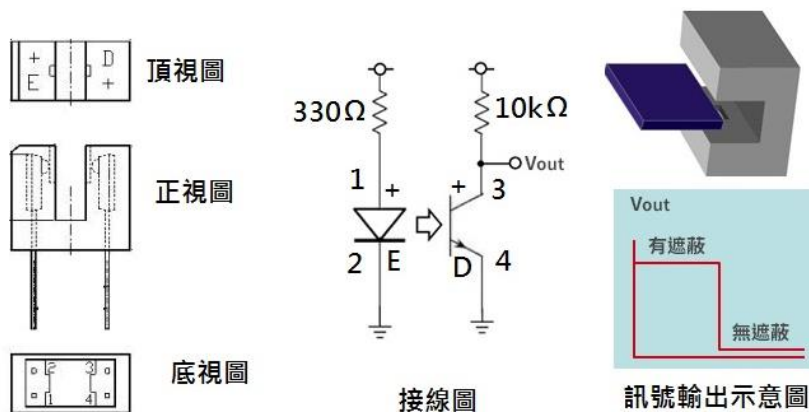 + D
E +
頂視圖
正視圖
2 3
1 4
底視圖
330Ω
10kΩ
Vout
1 +
+ 3
2 E
D 4
接線圖
Vout
有遮蔽
無遮蔽
訊號輸出示意圖